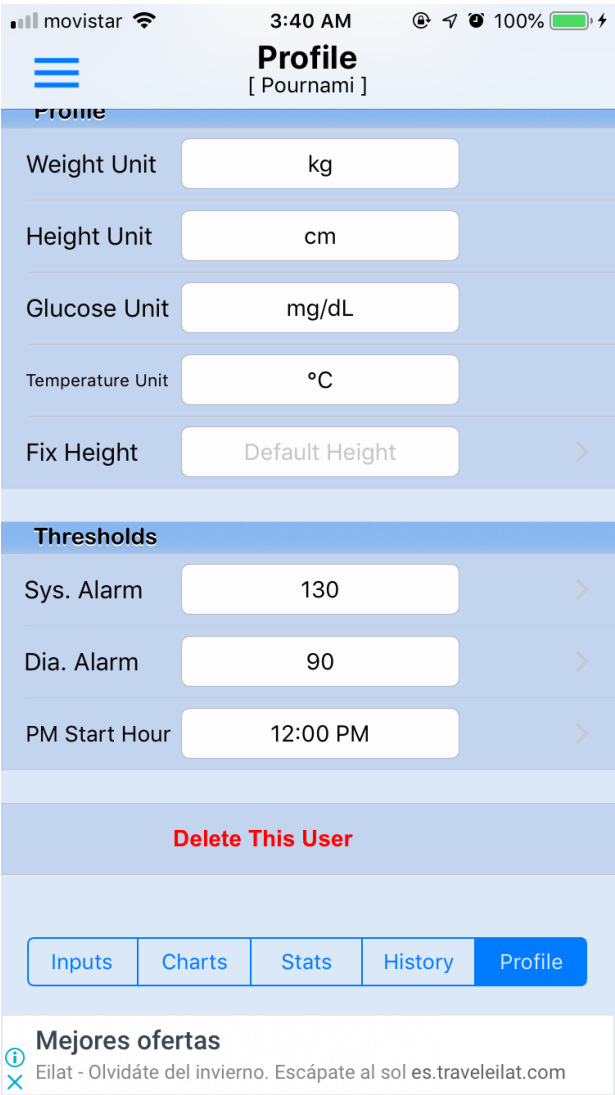 movistar 3:40 AM 100%
Profile
[ Pournami ]
Profile
Weight Unit kg
Height Unit cm
Glucose Unit mg/dL
Temperature Unit °C
Fix Height Default Height
Thresholds
Sys. Alarm 130
Dia. Alarm 90
PM Start Hour 12:00 PM
Delete This User
Inputs Charts Stats History Profile
Mejores ofertas
Eilat - Olvidáte del invierno. Escápate al sol es.traveleilat.com